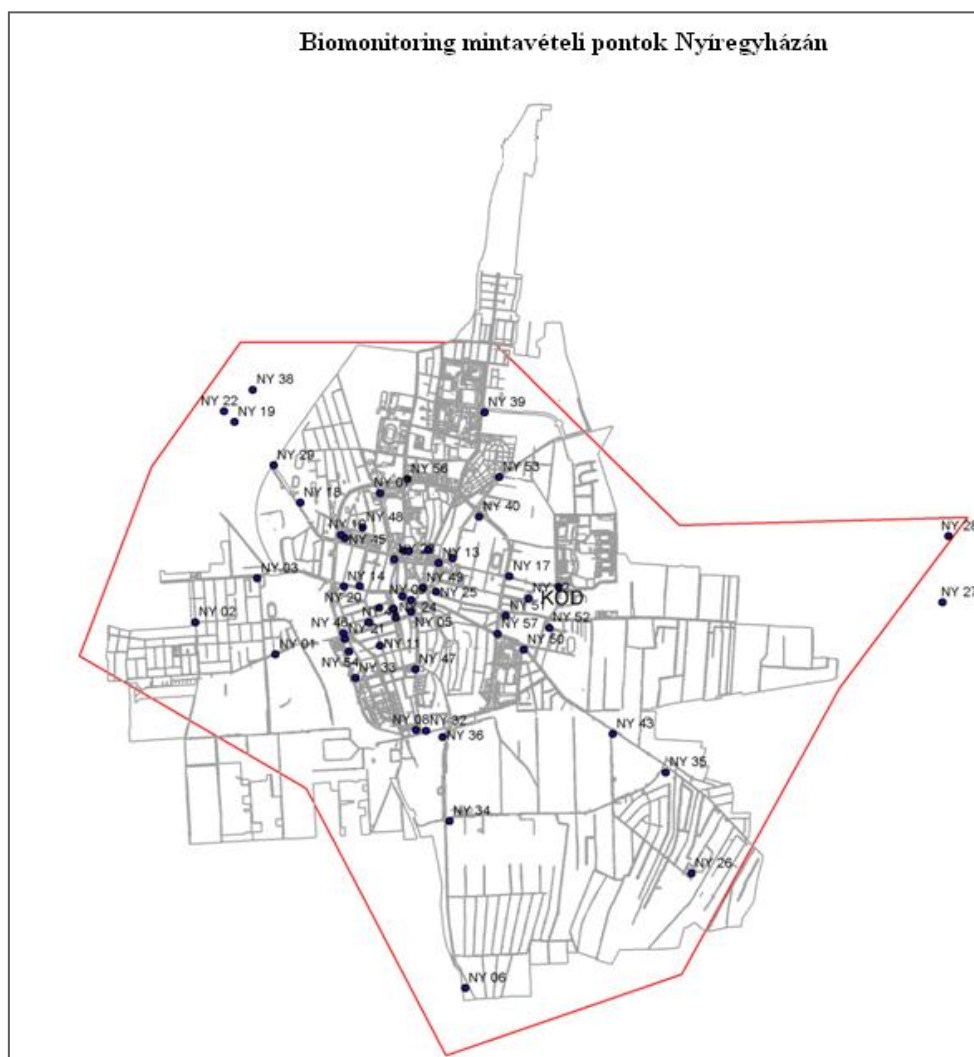 Biomonitoring mintavételi pontok Nyíregyházán
NY 38
NY 22
NY 19
NY 39
NY 29
NY 56
NY 53
NY 18
NY 48
NY 40
NY 45
NY 28
NY 13
NY 17
NY 03
NY 14
NY 49
NY 20
NY 25
KÓD
NY 27
NY 02
NY 24
NY 05
NY 57
NY 52
NY 46
NY 21
NY 50
NY 01
NY 11
NY 54
NY 33
NY 47
NY 08
NY 32
NY 36
NY 43
NY 35
NY 34
NY 26
NY 06